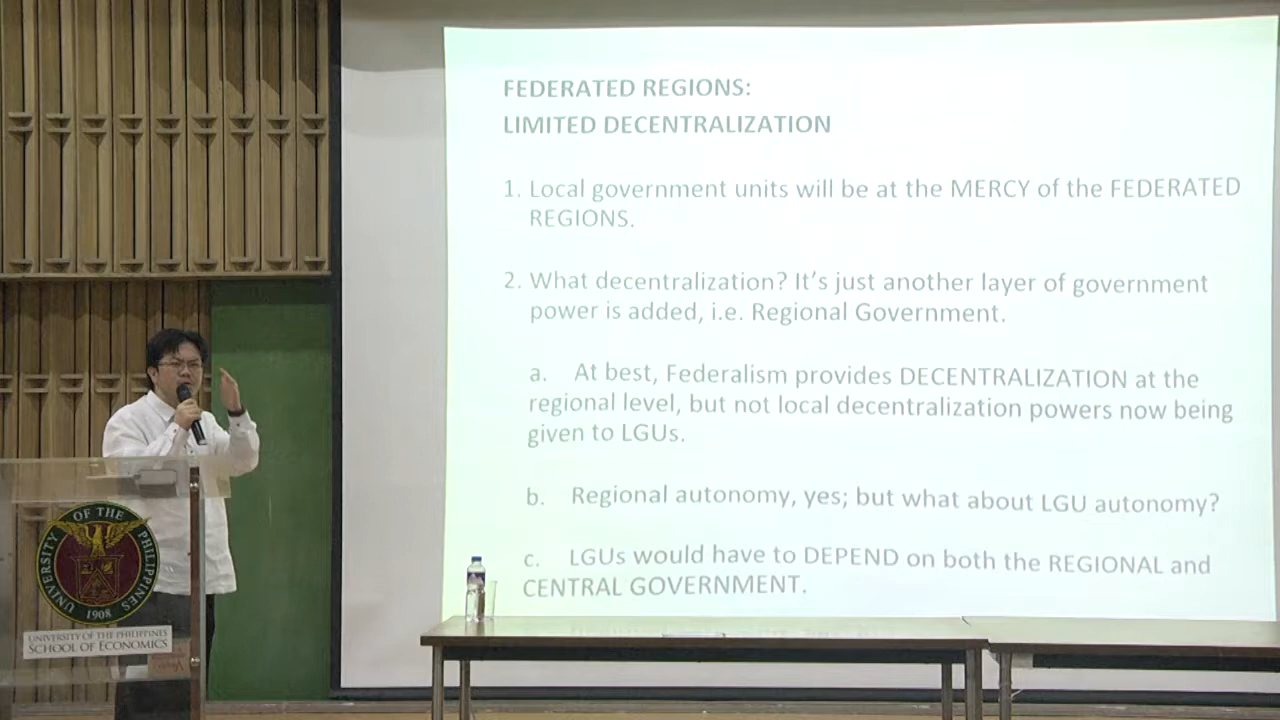 FEDERATED REGIONS:
LIMITED DECENTRALIZATION
1. Local government units will be at the MERCY of the FEDERATED
REGIONS.
2. What decentralization? It's just another layer of government
power is added, i.e. Regional Government.
a. At best, Federalism provides DECENTRALIZATION at the
regional level, but not local decentralization powers now being
given to LGUs.
b. Regional autonomy, yes; but what about LGU autonomy?
c. LGUs would have to DEPEND on both the REGIONAL and
CENTRAL GOVERNMENT.
UNIVERSITY OF THE PHILIPPINES
1908
UNIVERSITY OF THE PHILIPPINES
SCHOOL OF ECONOMICS